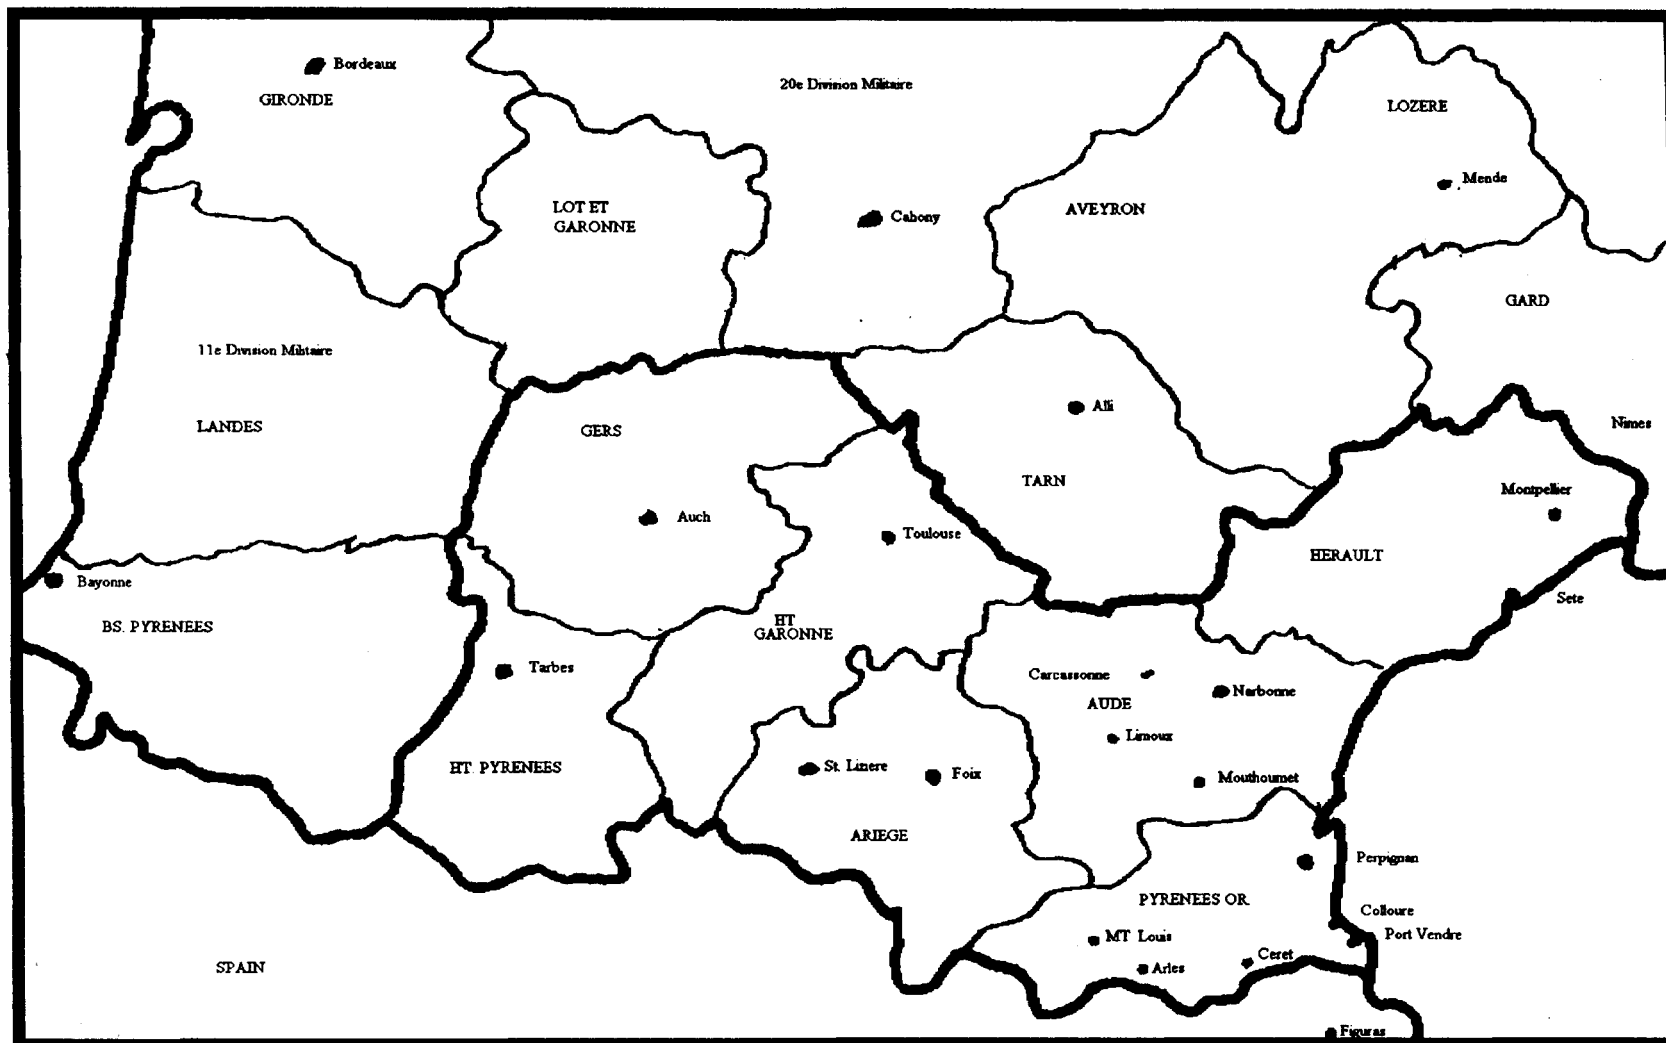 Bordeaux
GIRONDE
20e Division Militaire
LOZERE
Mende
LOT ET
GARONNE
Cahony
AVEYRON
GARD
11e Division Militaire
LANDES
GERS
Alli
Nimes
TARN
Montpellier
Auch
Toulouse
HERAULT
Bayonne
Sete
BS. PYRENEES
HT
GARONNE
Tarbes
Carcassonne
Narbonne
AUDE
Limoux
HT. PYRENEES
St. Linere
Foix
Mouthoumet
ARIEGE
Perpignan
PYRENEES OR
Colloure
Port Vendre
MT Louis
Ceret
Arles
SPAIN
Figuras